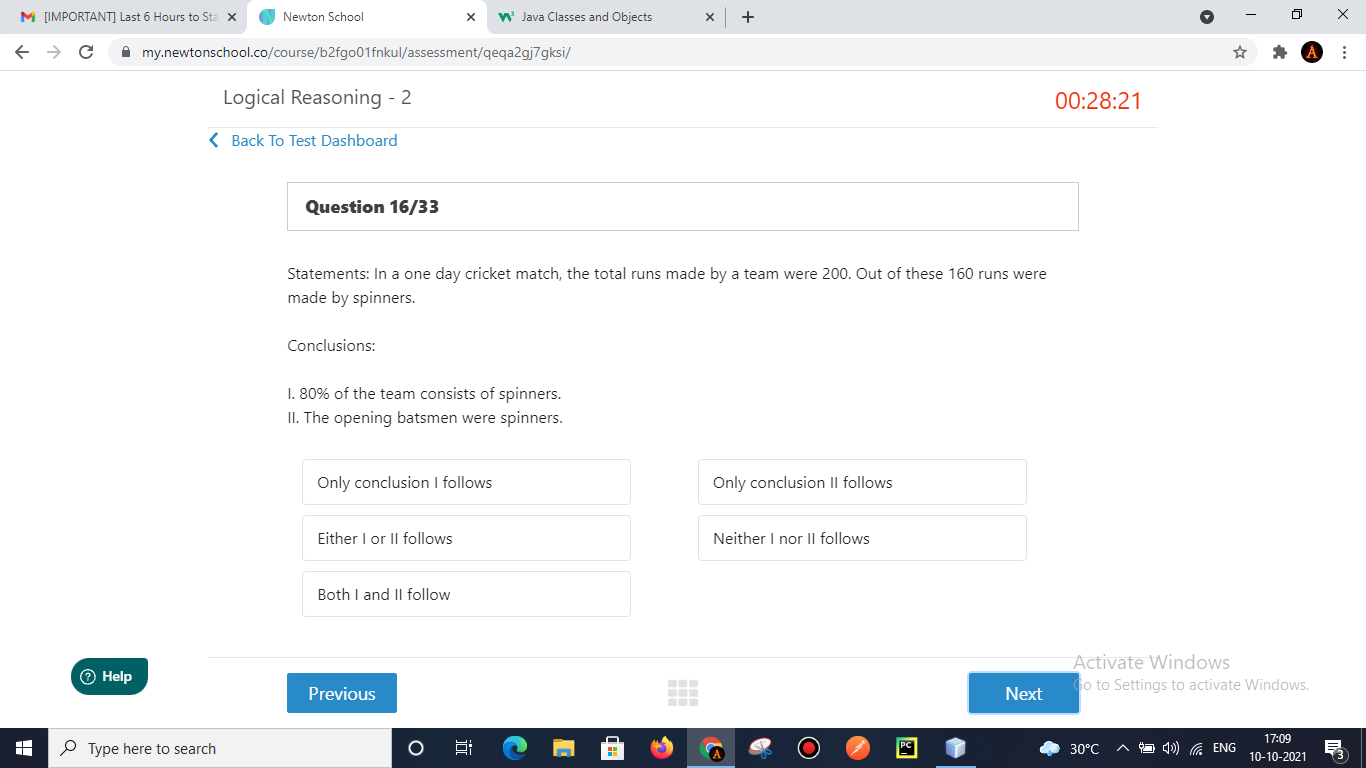 [IMPORTANT] Last 6 Hours to Sta
Newton School
Java Classes and Objects
my.newtonschool.co/course/b2fgo01fnkul/assessment/qeqa2gj7gksi/
A
Logical Reasoning - 2
00:28:21
Back To Test Dashboard
Question 16/33
Statements: In a one day cricket match, the total runs made by a team were 200. Out of these 160 runs were
made by spinners.
Conclusions:
I. 80% of the team consists of spinners.
II. The opening batsmen were spinners.
Only conclusion I follows
Only conclusion II follows
Either I or II follows
Neither I nor II follows
Both I and II follow
Activate Windows
Go to Settings to activate Windows.
? Help
Previous
Next
Type here to search
A
PC
30°C
ENG
17:09
10-10-2021
3